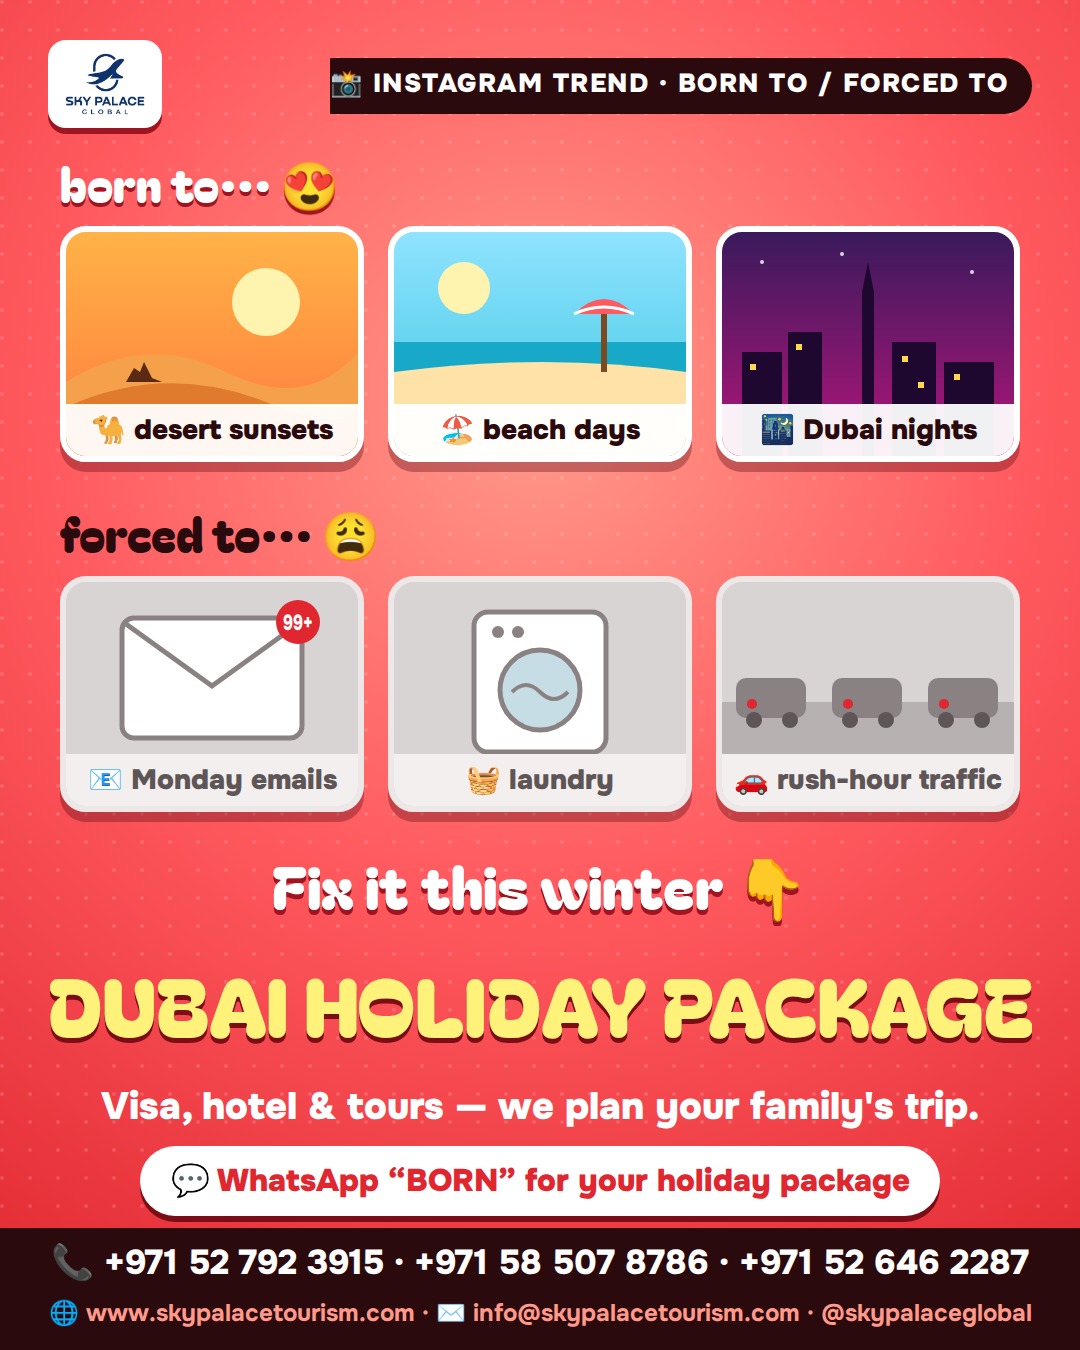 SKY PALACE
GLOBAL
📸 INSTAGRAM TREND · BORN TO / FORCED TO
born to... 😍
🐪 desert sunsets
🏖️ beach days
🌃 Dubai nights
forced to... 😩
99+
📧 Monday emails
🧺 laundry
🚗 rush-hour traffic
Fix it this winter 👇
DUBAI HOLIDAY PACKAGE
Visa, hotel & tours — we plan your family's trip.
💬 WhatsApp “BORN” for your holiday package
📞 +971 52 792 3915 · +971 58 507 8786 · +971 52 646 2287
🌐 www.skypalacetourism.com · ✉️ info@skypalacetourism.com · @skypalaceglobal